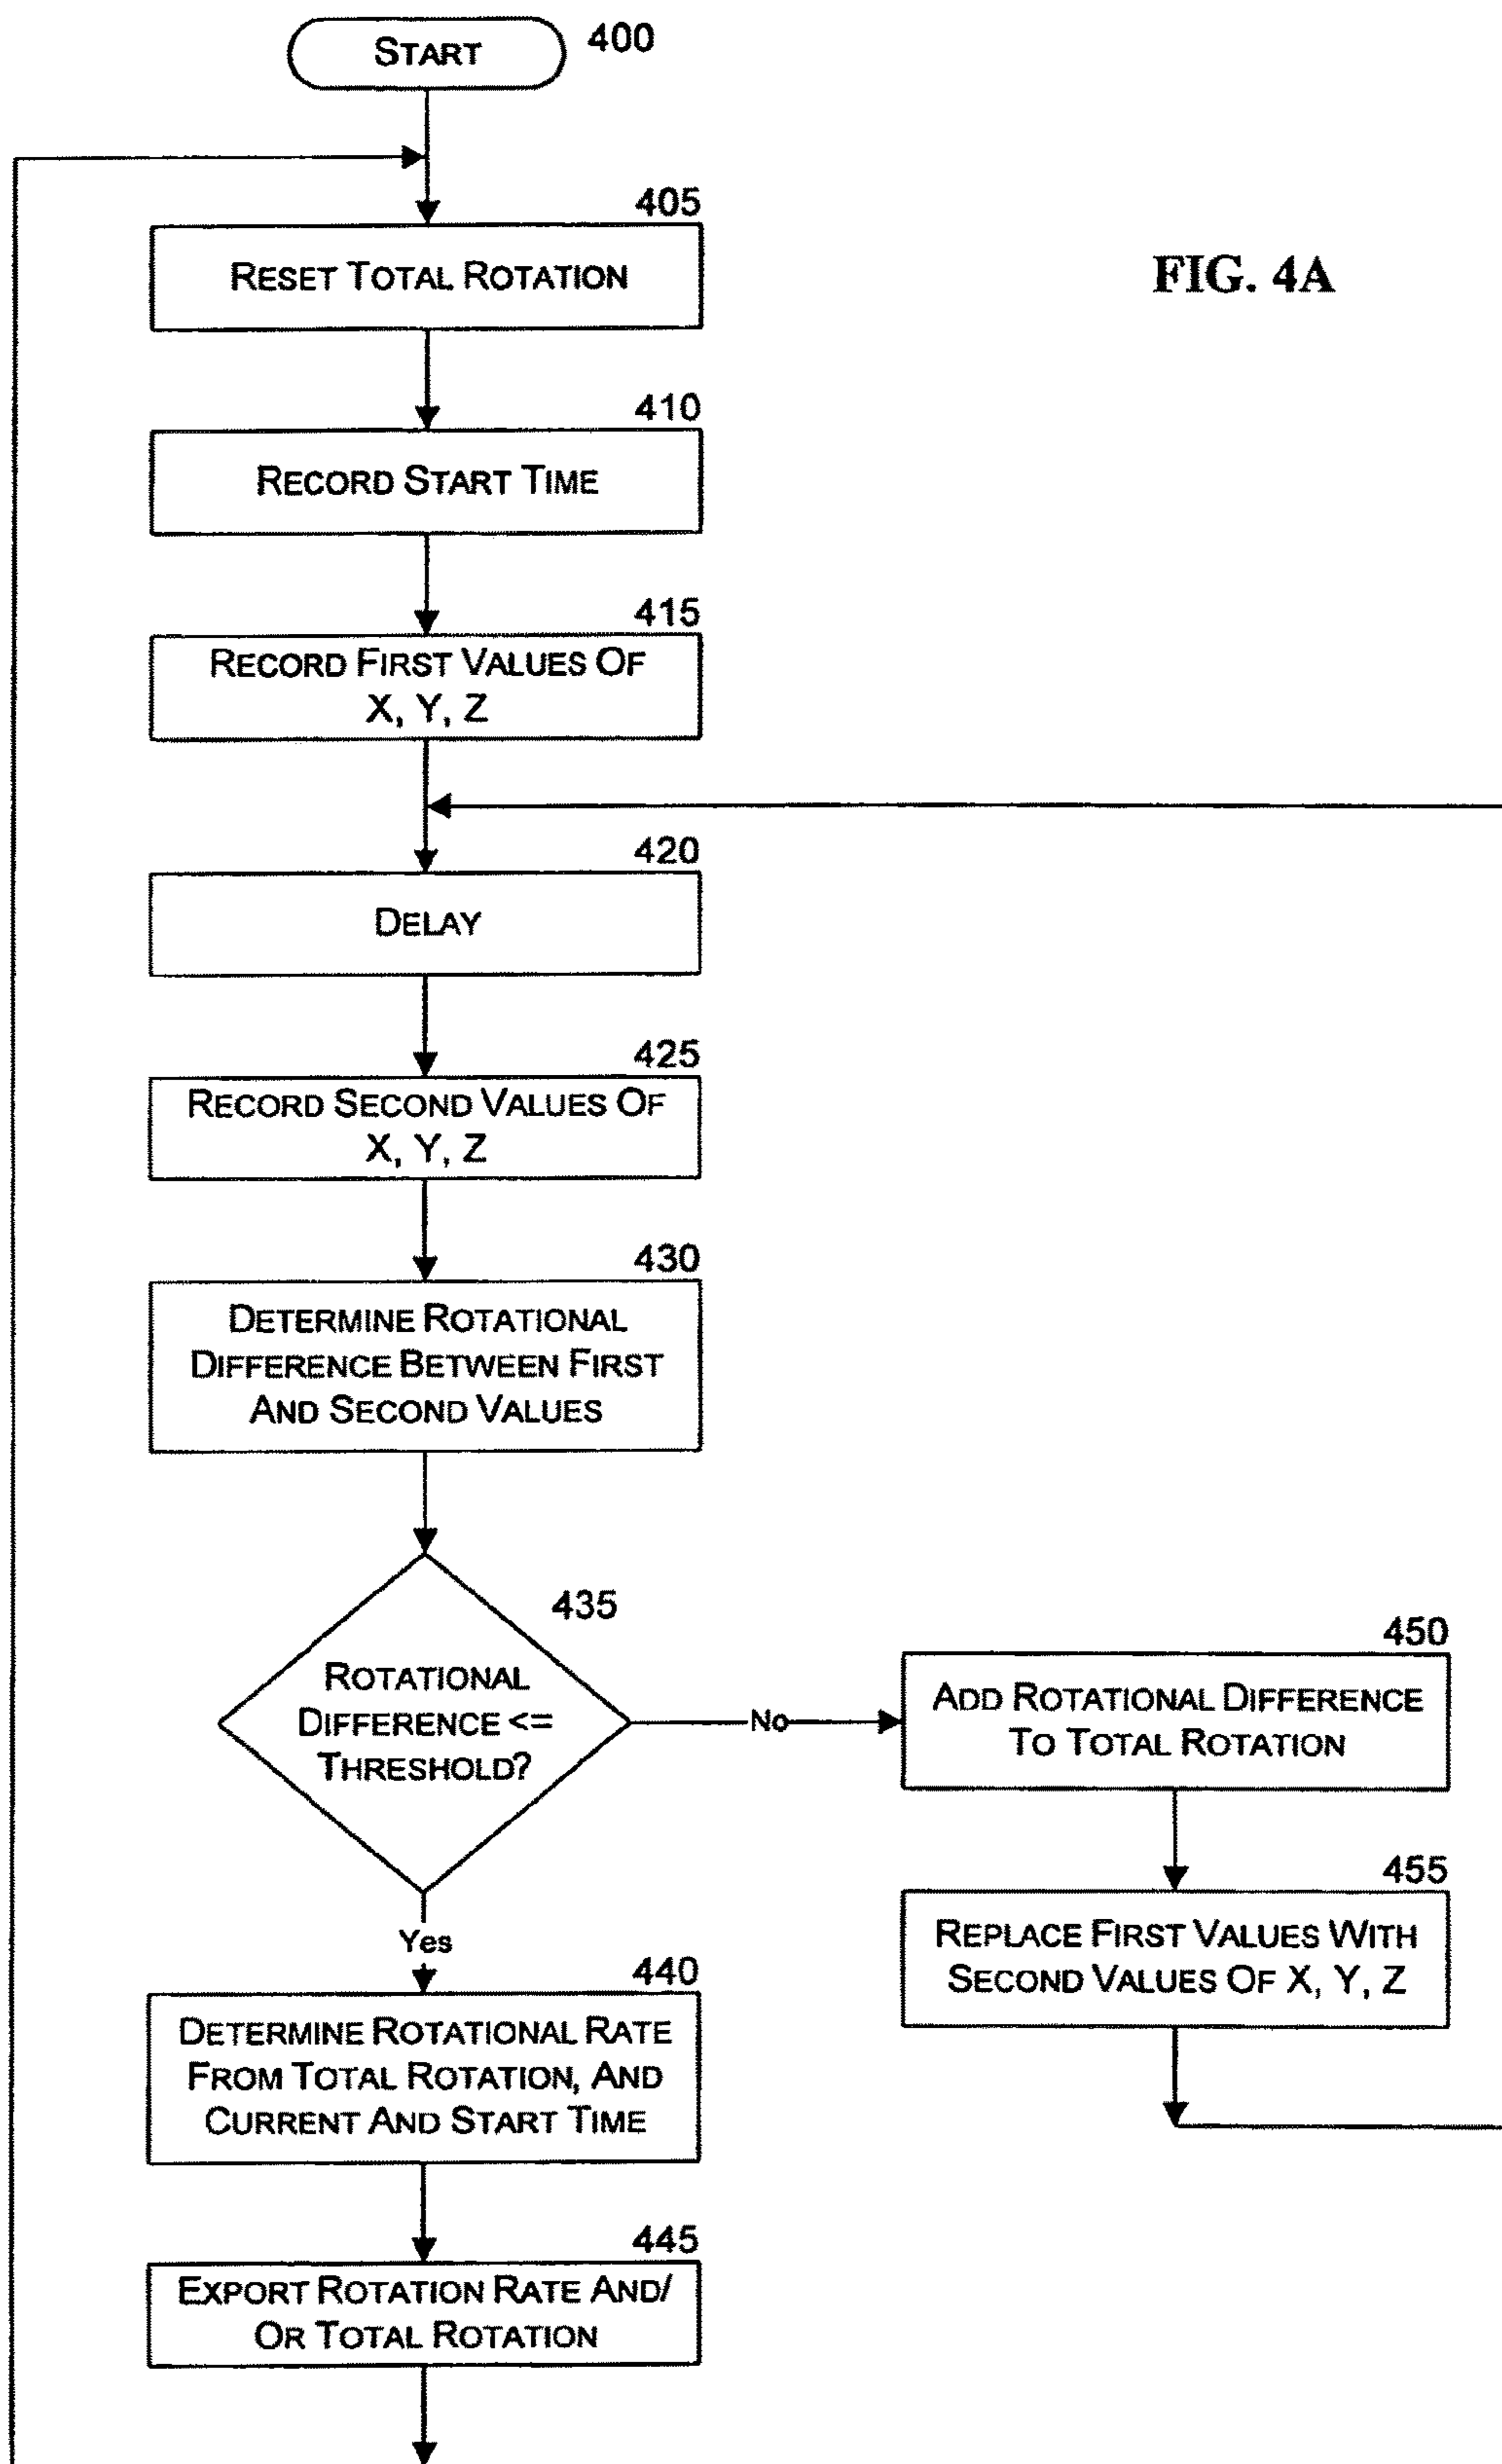 START
400
405
RESET TOTAL ROTATION
FIG. 4A
410
RECORD START TIME
415
RECORD FIRST VALUES OF
X, Y, Z
420
DELAY
425
RECORD SECOND VALUES OF
X, Y, Z
430
DETERMINE ROTATIONAL
DIFFERENCE BETWEEN FIRST
AND SECOND VALUES
435
ROTATIONAL
DIFFERENCE <=
THRESHOLD?
No
450
ADD ROTATIONAL DIFFERENCE
TO TOTAL ROTATION
455
REPLACE FIRST VALUES WITH
SECOND VALUES OF X, Y, Z
Yes
440
DETERMINE ROTATIONAL RATE
FROM TOTAL ROTATION, AND
CURRENT AND START TIME
445
EXPORT ROTATION RATE AND/
OR TOTAL ROTATION